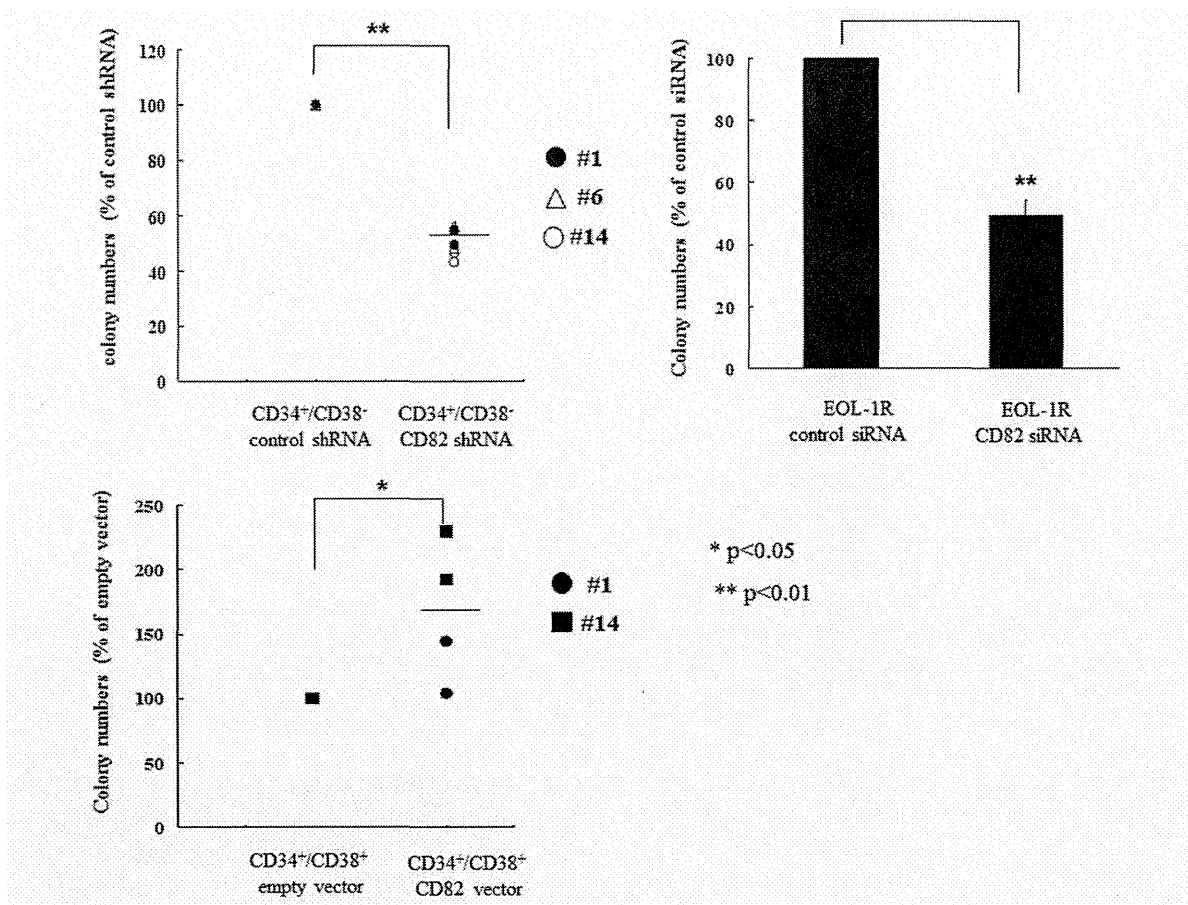 colony numbers (% of control shRNA)
120
100
80
60
40
20
0
**
#1
#6
#14
CD34⁺/CD38⁻
control shRNA
CD34⁺/CD38⁻
CD82 shRNA
Colony numbers (% of control siRNA)
100
80
60
40
20
0
**
EOL-1R
control siRNA
EOL-1R
CD82 siRNA
Colony numbers (% of empty vector)
250
200
150
100
50
0
*
#1
#14
CD34⁺/CD38⁺
empty vector
CD34⁺/CD38⁺
CD82 vector
* p<0.05
** p<0.01